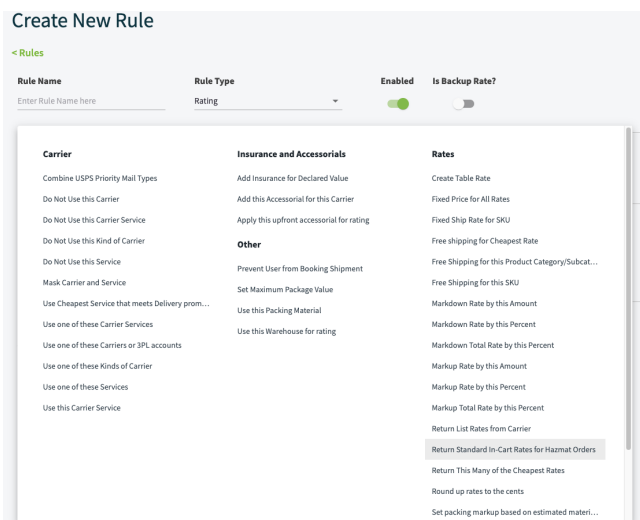 Create New Rule
< Rules
Rule Name
Rule Type
Enabled
Is Backup Rate?
Enter Rule Name here
Rating
Carrier
Combine USPS Priority Mail Types
Do Not Use this Carrier
Do Not Use this Carrier Service
Do Not Use this Kind of Carrier
Do Not Use this Service
Mask Carrier and Service
Use Cheapest Service that meets Delivery prom...
Use one of these Carrier Services
Use one of these Carriers or 3PL accounts
Use one of these Kinds of Carrier
Use one of these Services
Use this Carrier Service
Insurance and Accessorials
Add Insurance for Declared Value
Add this Accessorial for this Carrier
Apply this upfront accessorial for rating
Other
Prevent User from Booking Shipment
Set Maximum Package Value
Use this Packing Material
Use this Warehouse for rating
Rates
Create Table Rate
Fixed Price for All Rates
Fixed Ship Rate for SKU
Free shipping for Cheapest Rate
Free Shipping for this Product Category/Subcat...
Free Shipping for this SKU
Markdown Rate by this Amount
Markdown Rate by this Percent
Markdown Total Rate by this Percent
Markup Rate by this Amount
Markup Rate by this Percent
Markup Total Rate by this Percent
Return List Rates from Carrier
Return Standard In-Cart Rates for Hazmat Orders
Return This Many of the Cheapest Rates
Round up rates to the cents
Set packing markup based on estimated materi...